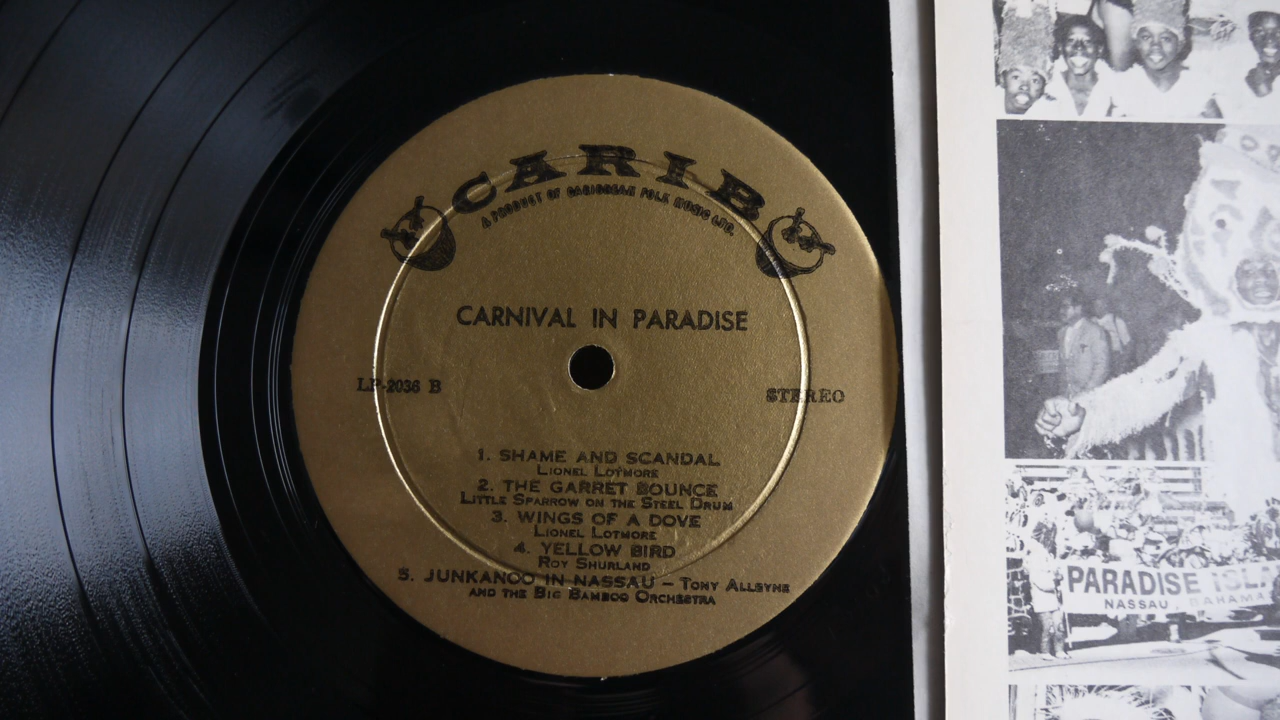 CARIB
A PRODUCT OF CARIBBEAN FOLK MUSIC LTD.
CARNIVAL IN PARADISE
LP-2036 B
STEREO
1. SHAME AND SCANDAL
LIONEL LOTMORE
2. THE GARRET BOUNCE
LITTLE SPARROW ON THE STEEL DRUM
3. WINGS OF A DOVE
LIONEL LOTMORE
4. YELLOW BIRD
ROY SHURLAND
5. JUNKANOO IN NASSAU – TONY ALLEYNE
AND THE BIG BAMBOO ORCHESTRA
PARADISE ISLA
NASSAU, BAHAMA